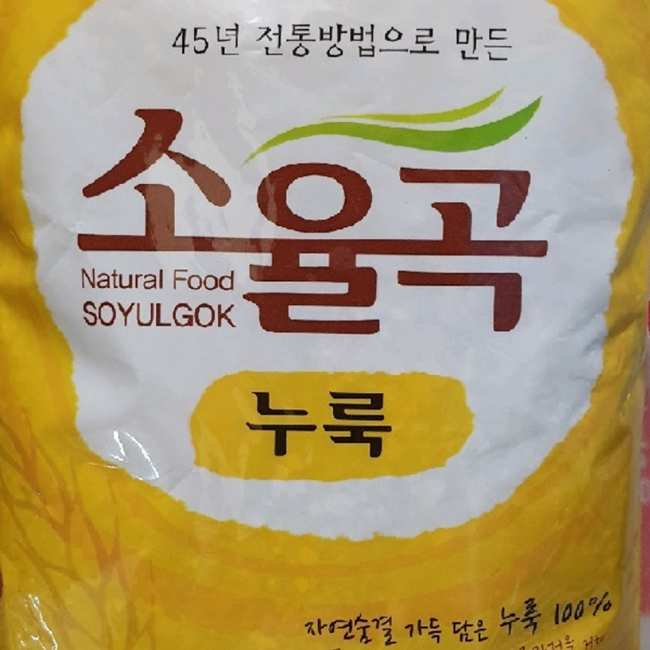 45년 전통방법으로 만든
소율곡
Natural Food
SOYULGOK
누룩
자연숨결 가득 담은 누룩 100%